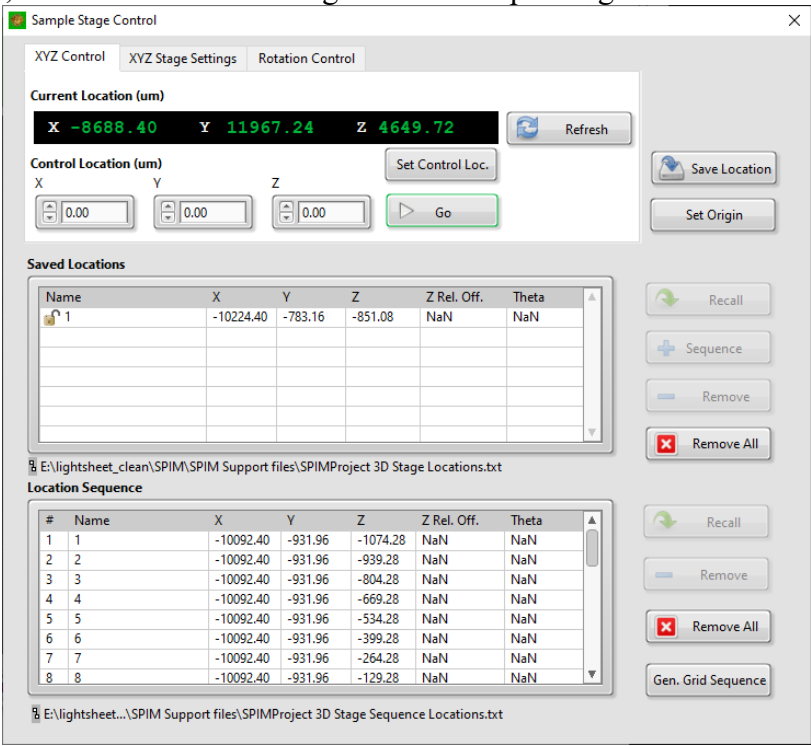 Sample Stage Control
XYZ Control XYZ Stage Settings Rotation Control
Current Location (um)
X -8688.40 Y 11967.24 Z 4649.72
Refresh
Control Location (um)
Set Control Loc.
Save Location
X Y Z
0.00 0.00 0.00
Go
Set Origin
Saved Locations
Name X Y Z Z Rel. Off. Theta
1 -10224.40 -783.16 -851.08 NaN NaN
Recall
Sequence
Remove
Remove All
E:\lightsheet_clean\SPIM\SPIM Support files\SPIMProject 3D Stage Locations.txt
Location Sequence
# Name X Y Z Z Rel. Off. Theta
1 1 -10092.40 -931.96 -1074.28 NaN NaN
2 2 -10092.40 -931.96 -939.28 NaN NaN
3 3 -10092.40 -931.96 -804.28 NaN NaN
4 4 -10092.40 -931.96 -669.28 NaN NaN
5 5 -10092.40 -931.96 -534.28 NaN NaN
6 6 -10092.40 -931.96 -399.28 NaN NaN
7 7 -10092.40 -931.96 -264.28 NaN NaN
8 8 -10092.40 -931.96 -129.28 NaN NaN
Recall
Remove
Remove All
Gen. Grid Sequence
E:\lightsheet...\SPIM Support files\SPIMProject 3D Stage Sequence Locations.txt